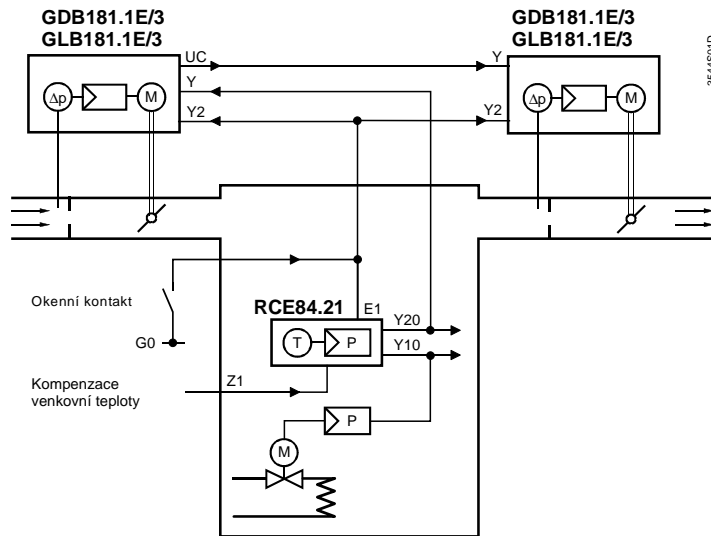 GDB181.1E/3
GLB181.1E/3
GDB181.1E/3
GLB181.1E/3
3544S01D
UC
Y
Y
Y2
Y2
Δp
M
Δp
M
Okenní kontakt
G0
RCE84.21
E1
T
P
Y20
Y10
Kompenzace
venkovní teploty
Z1
P
M